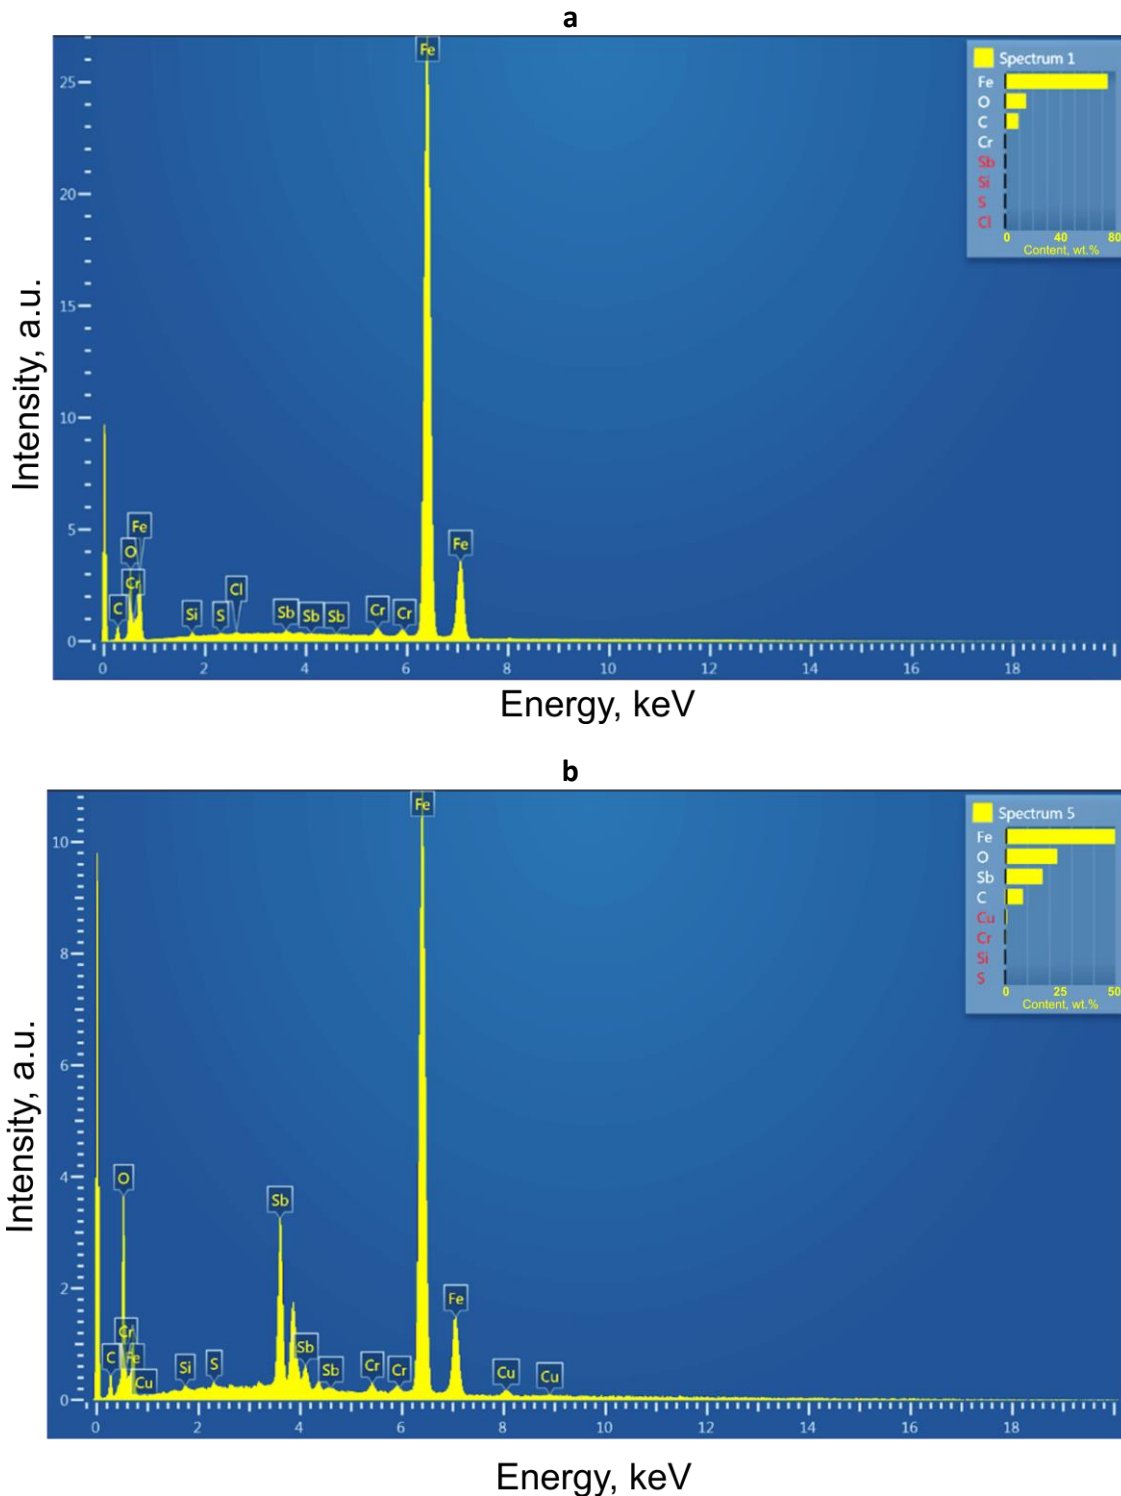 a
Intensity, a.u.
25
20
15
10
5
0
Fe
Fe
O
Cr
C
Si
S
Cl
Sb
Sb
Sb
Cr
Cr
Fe
0 2 4 6 8 10 12 14 16 18
Energy, keV
Spectrum 1
Fe
O
C
Cr
Sb
Si
S
Cl
0 40 80
Content, wt.%
b
Intensity, a.u.
10
8
6
4
2
0
Fe
O
Cr
C
Fe
Cu
Si
S
Sb
Sb
Sb
Cr
Cr
Fe
Cu
Cu
0 2 4 6 8 10 12 14 16 18
Energy, keV
Spectrum 5
Fe
O
Sb
C
Cu
Cr
Si
S
0 25 50
Content, wt.%